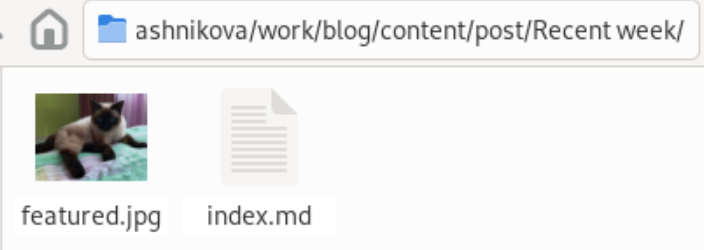 ashnikova/work/blog/content/post/Recent week/
featured.jpg
index.md